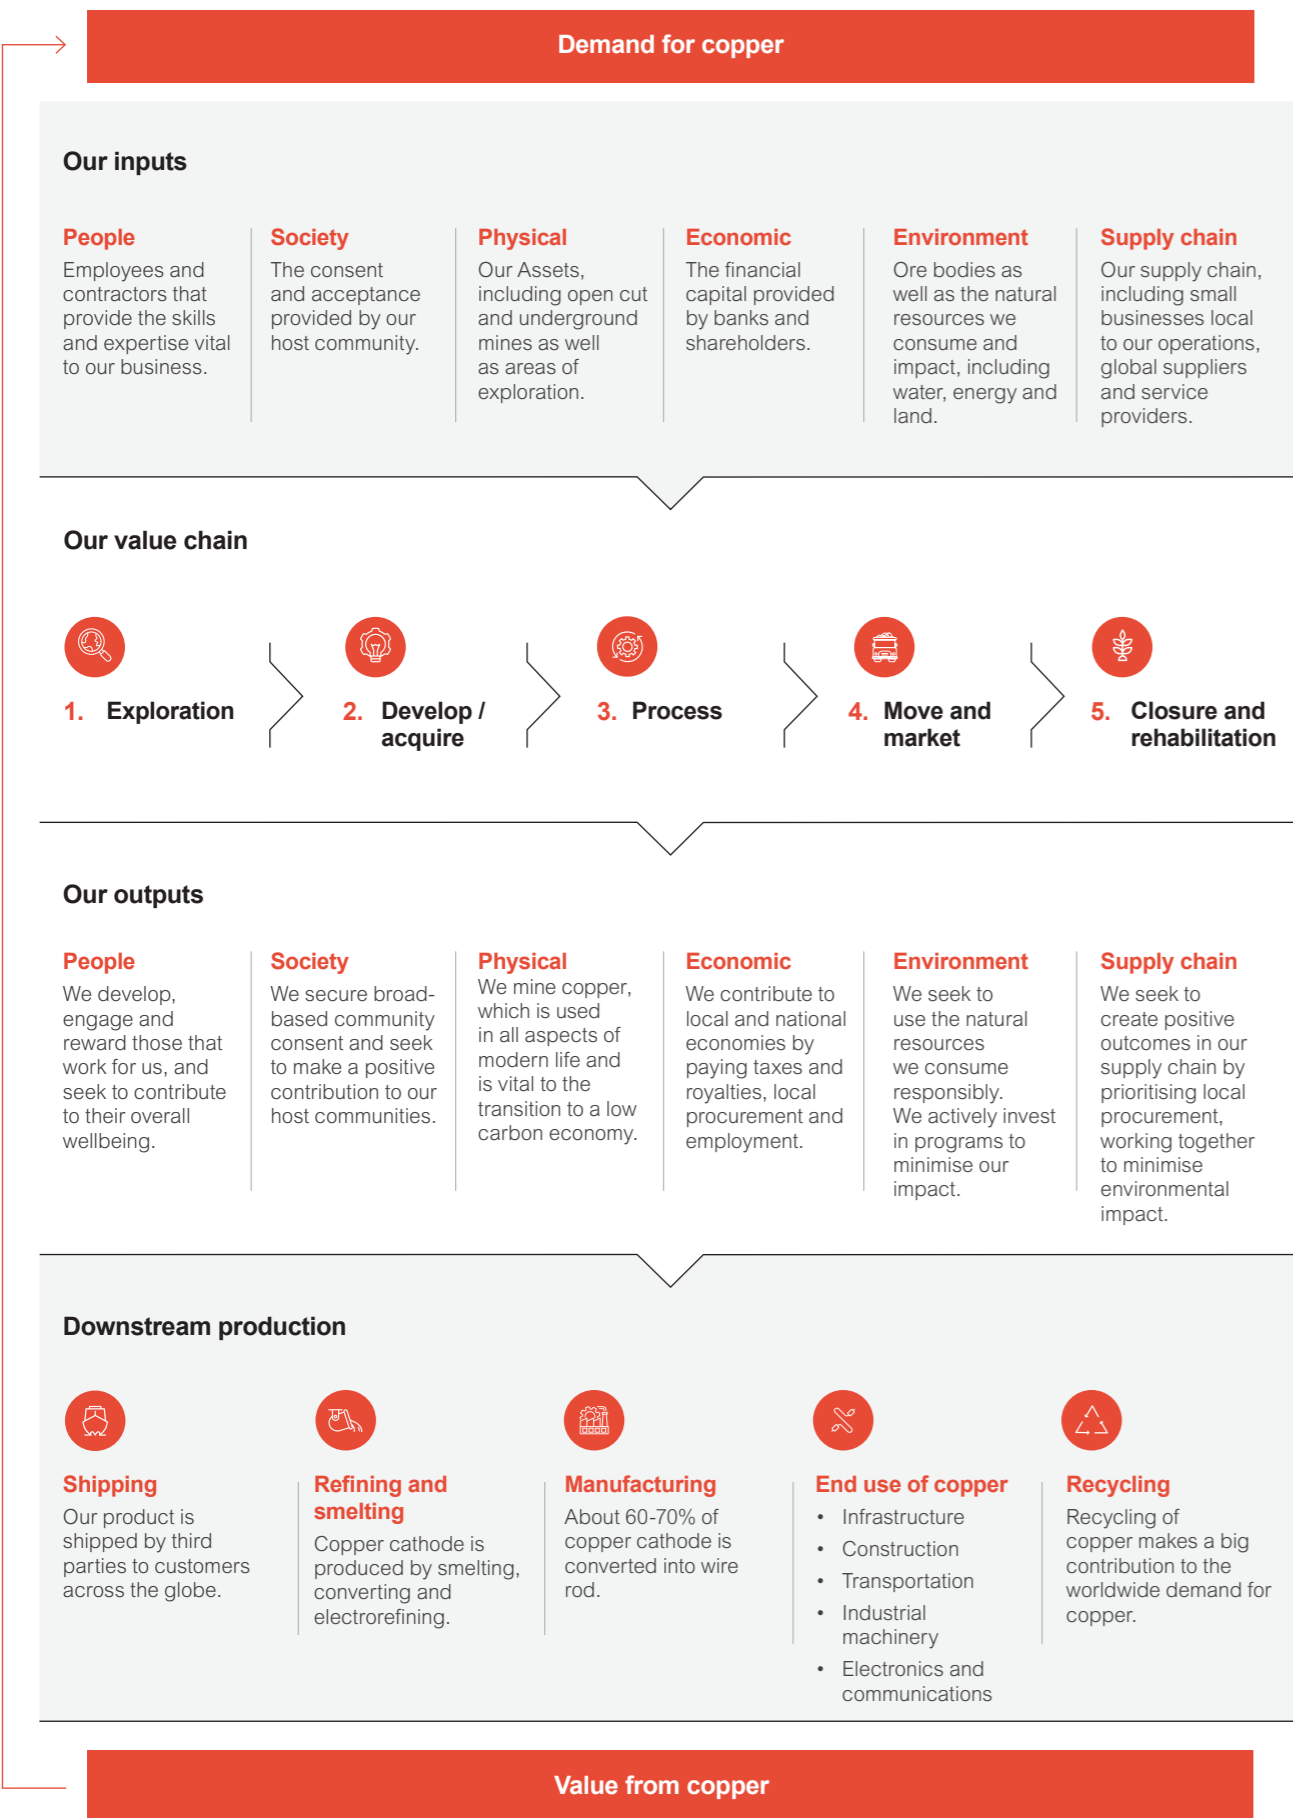 Demand for copper
Our inputs
People
Employees and
contractors that
provide the skills
and expertise vital
to our business.
Society
The consent
and acceptance
provided by our
host community.
Physical
Our Assets,
including open cut
and underground
mines as well
as areas of
exploration.
Economic
The financial
capital provided
by banks and
shareholders.
Environment
Ore bodies as
well as the natural
resources we
consume and
impact, including
water, energy and
land.
Supply chain
Our supply chain,
including small
businesses local
to our operations,
global suppliers
and service
providers.
Our value chain
1. Exploration
2. Develop /
acquire
3. Process
4. Move and
market
5. Closure and
rehabilitation
Our outputs
People
We develop,
engage and
reward those that
work for us, and
seek to contribute
to their overall
wellbeing.
Society
We secure broad-
based community
consent and seek
to make a positive
contribution to our
host communities.
Physical
We mine copper,
which is used
in all aspects of
modern life and
is vital to the
transition to a low
carbon economy.
Economic
We contribute to
local and national
economies by
paying taxes and
royalties, local
procurement and
employment.
Environment
We seek to
use the natural
resources
we consume
responsibly.
We actively invest
in programs to
minimise our
impact.
Supply chain
We seek to
create positive
outcomes in our
supply chain by
prioritising local
procurement,
working together
to minimise
environmental
impact.
Downstream production
Shipping
Our product is
shipped by third
parties to customers
across the globe.
Refining and
smelting
Copper cathode is
produced by smelting,
converting and
electrorefining.
Manufacturing
About 60-70% of
copper cathode is
converted into wire
rod.
End use of copper
• Infrastructure
• Construction
• Transportation
• Industrial
machinery
• Electronics and
communications
Recycling
Recycling of
copper makes a big
contribution to the
worldwide demand for
copper.
Value from copper